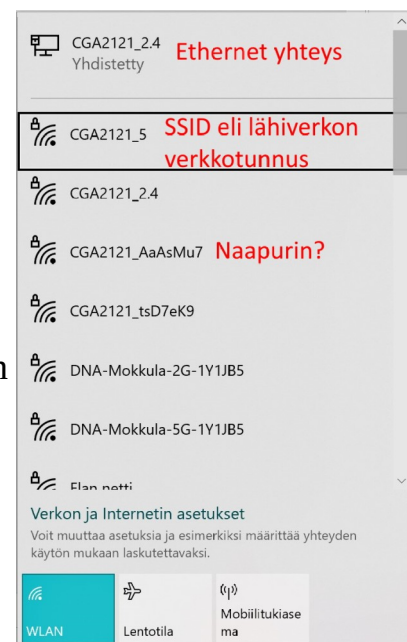 CGA2121_2.4
Ethernet yhteys
Yhdistetty
CGA2121_5
SSID eli lähiverkon
verkkotunnus
CGA2121_2.4
CGA2121_AaAsMu7 Naapurin?
CGA2121_tsD7eK9
n
DNA-Mokkula-2G-1Y1JB5
DNA-Mokkula-5G-1Y1JB5
Elan netti
Verkon ja Internetin asetukset
Voit muuttaa asetuksia ja esimerkiksi määrittää yhteyden
käytön mukaan laskutettavaksi.
WLAN
Lentotila
Mobiilitukiase
ma